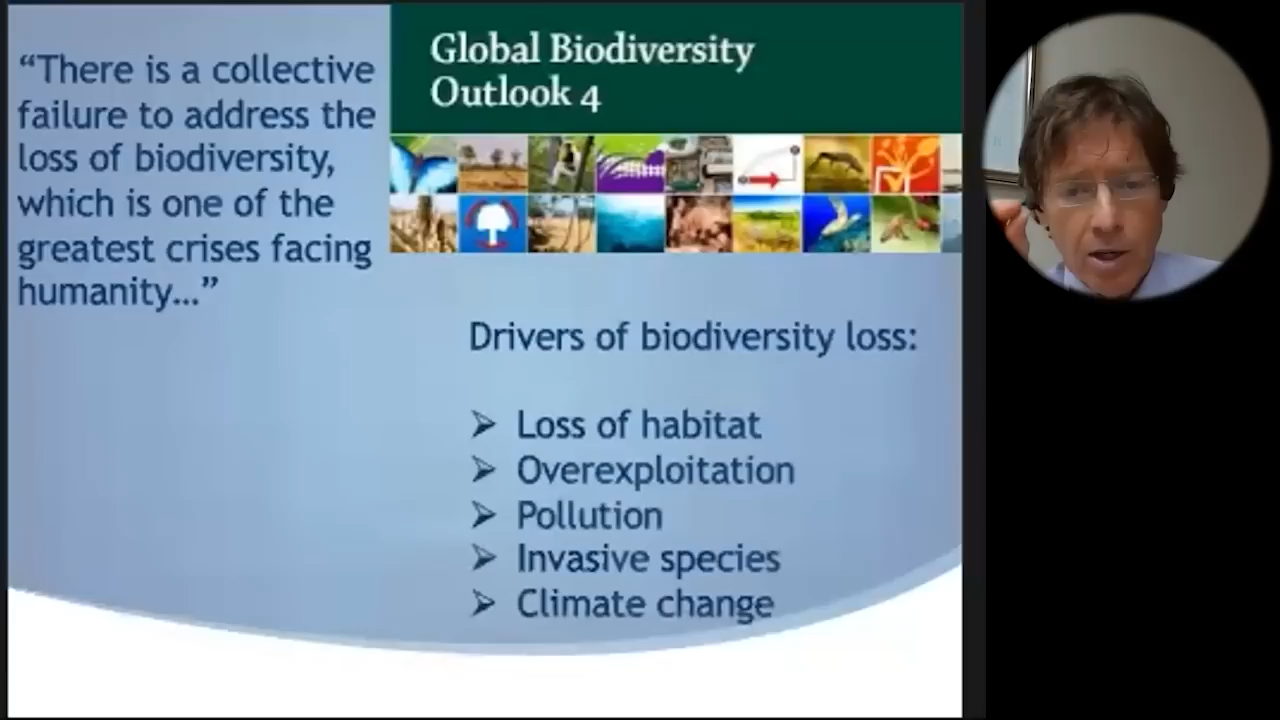 “There is a collective
failure to address the
loss of biodiversity,
which is one of the
greatest crises facing
humanity...”
Global Biodiversity
Outlook 4
Drivers of biodiversity loss:
➢ Loss of habitat
➢ Overexploitation
➢ Pollution
➢ Invasive species
➢ Climate change